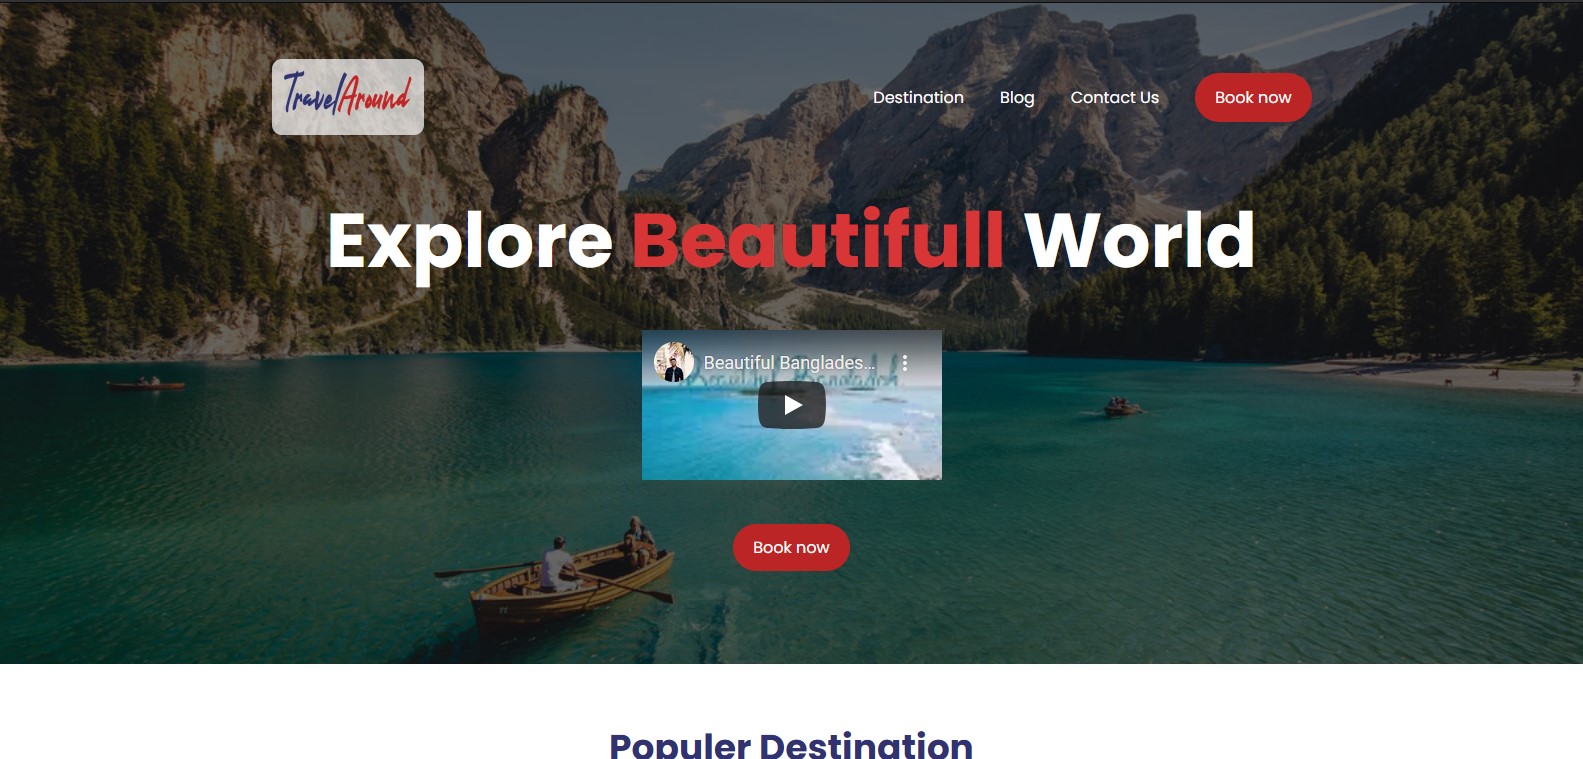 TravelAround
Destination Blog Contact Us Book now
Explore Beautifull World
Beautiful Banglades...
Book now
Populer Destination